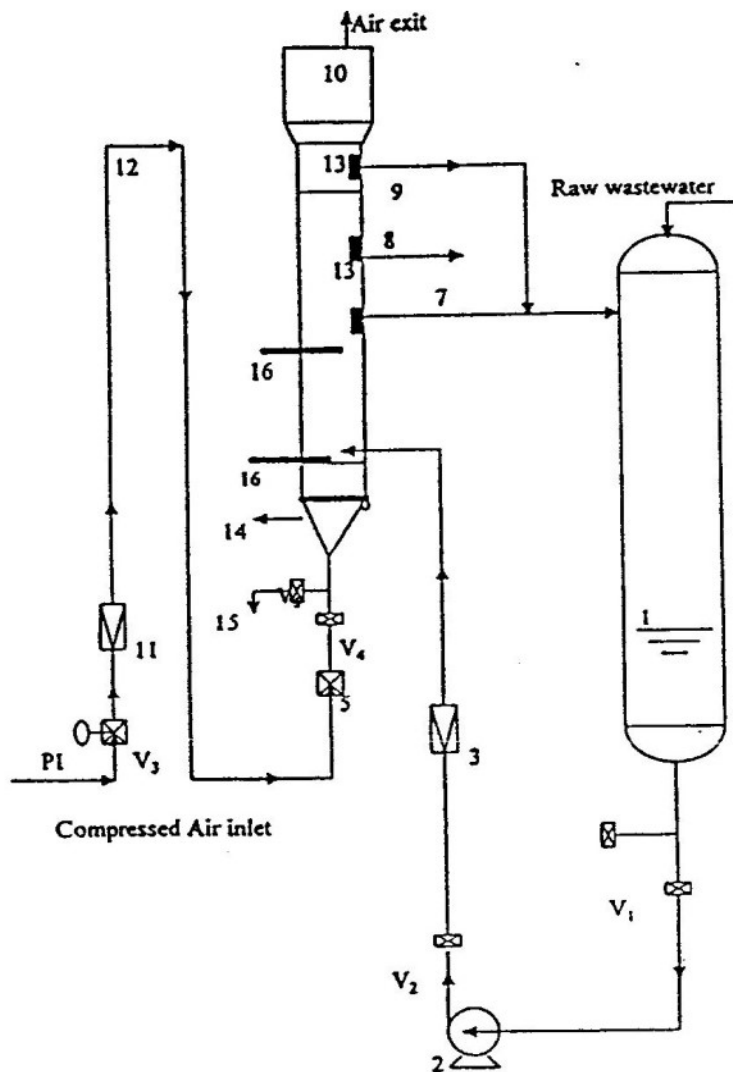 Air exit
10
12
13
9
Raw wastewater
8
13
7
16
16
14
1
15
V₅
V₄
11
5
3
V₃
PI
Compressed Air inlet
V₁
V₂
2